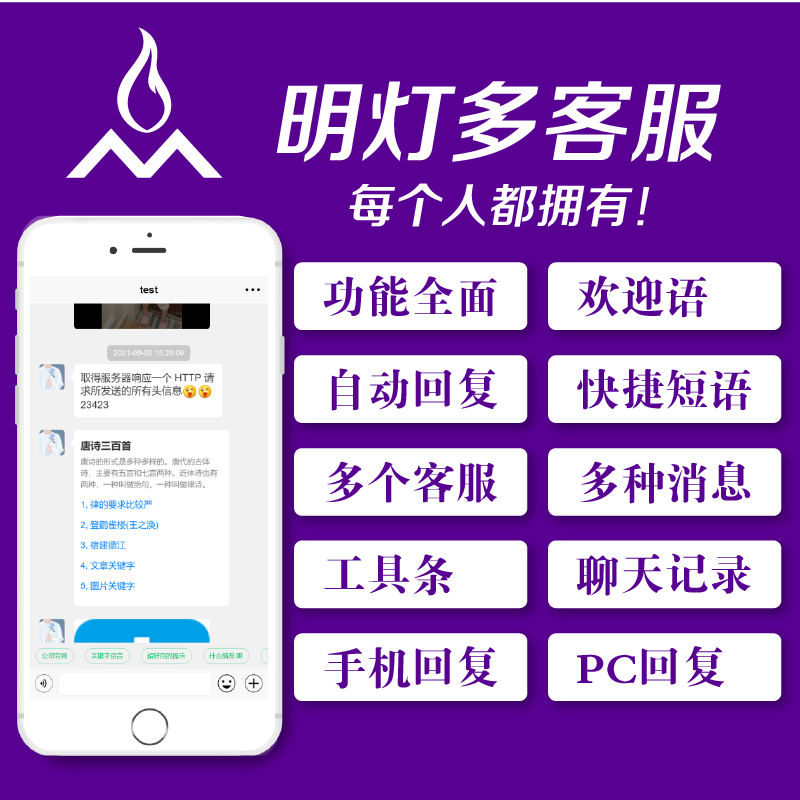 明灯多客服
每个人都拥有!
功能全面
欢迎语
自动回复
快捷短语
多个客服
多种消息
工具条
聊天记录
手机回复
PC回复
test
2021-09-02 15:28:06
取得服务器响应一个 HTTP 请
求所发送的所有头信息😲😲
23423
唐诗三百首
唐诗的形式是多种多样的。唐代的古体
诗，主要有五言和七言两种。近体诗也有
两种，一种叫做绝句，一种叫做律诗。
1, 律的要求比较严
2, 登鹳雀楼(王之涣)
3, 宿建德江
4, 文章关键字
5, 图片关键字
公司官网
关键字语言
超好用的提示
什么情况 啊